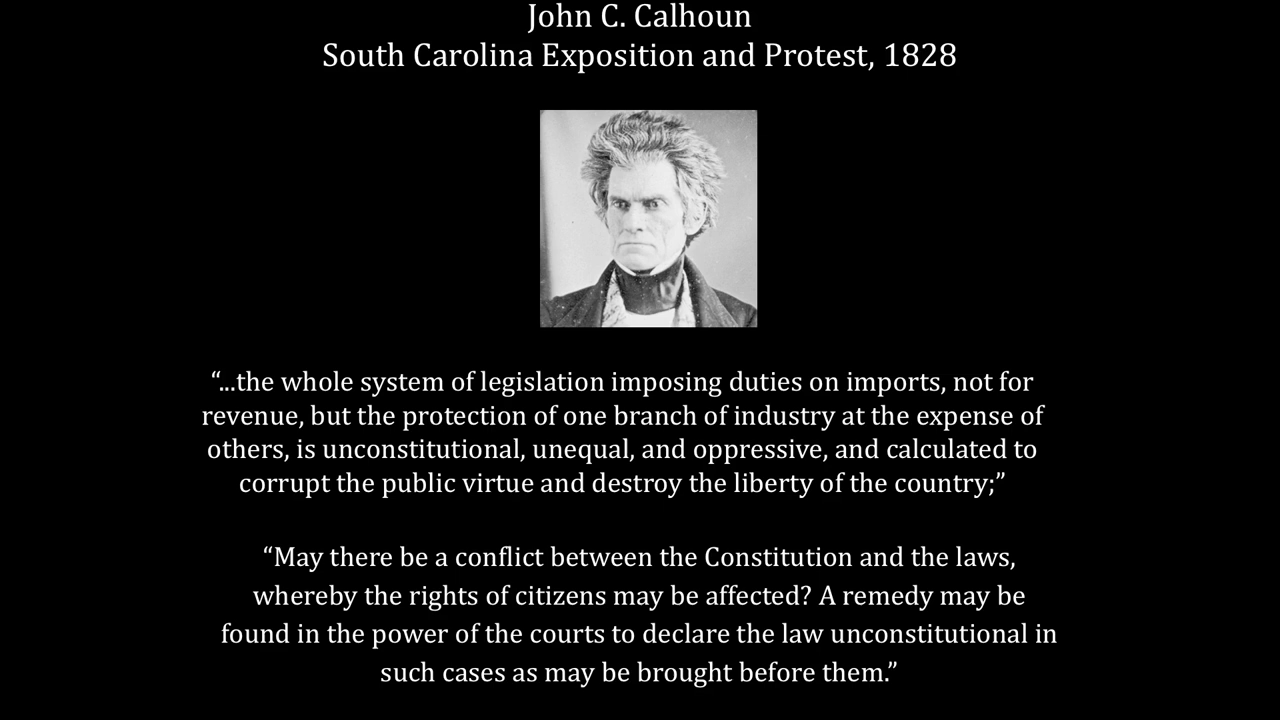 John C. Calhoun
South Carolina Exposition and Protest, 1828
“...the whole system of legislation imposing duties on imports, not for
revenue, but the protection of one branch of industry at the expense of
others, is unconstitutional, unequal, and oppressive, and calculated to
corrupt the public virtue and destroy the liberty of the country;”
“May there be a conflict between the Constitution and the laws,
whereby the rights of citizens may be affected? A remedy may be
found in the power of the courts to declare the law unconstitutional in
such cases as may be brought before them.”